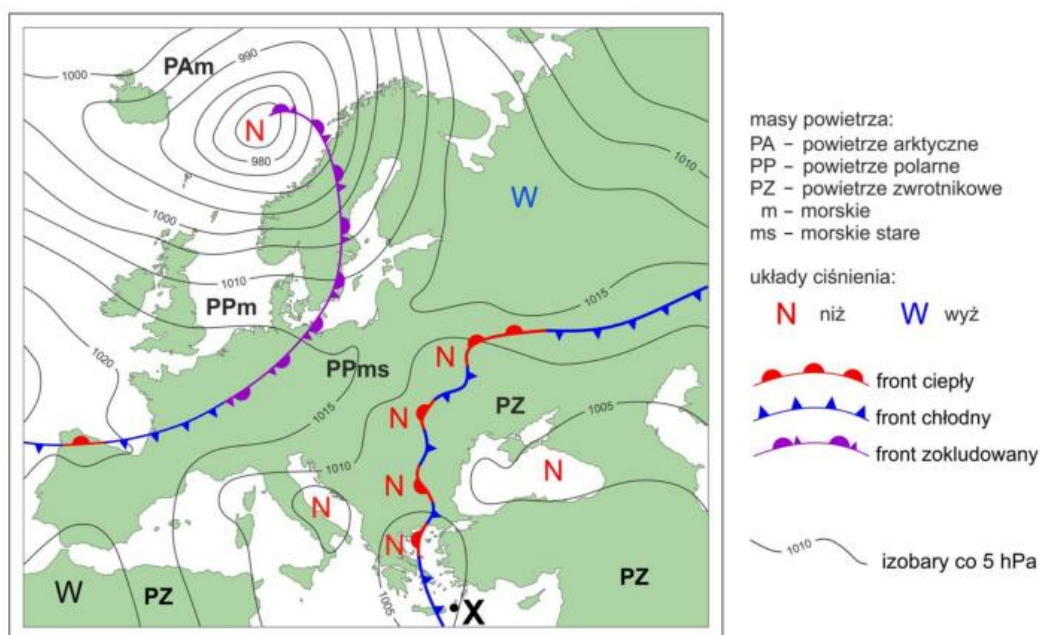 1000
990
PAm
N
980
1010
W
1000
1010
PPm
1015
1020
N
PPms
1015
N
PZ
1005
N
1010
N
N
N
W
PZ
1005
X
PZ
masy powietrza:
PA – powietrze arktyczne
PP – powietrze polarne
PZ – powietrze zwrotnikowe
m – morskie
ms – morskie stare
układy ciśnienia:
N niż W wyż
front ciepły
front chłodny
front zokludowany
1010
izobary co 5 hPa